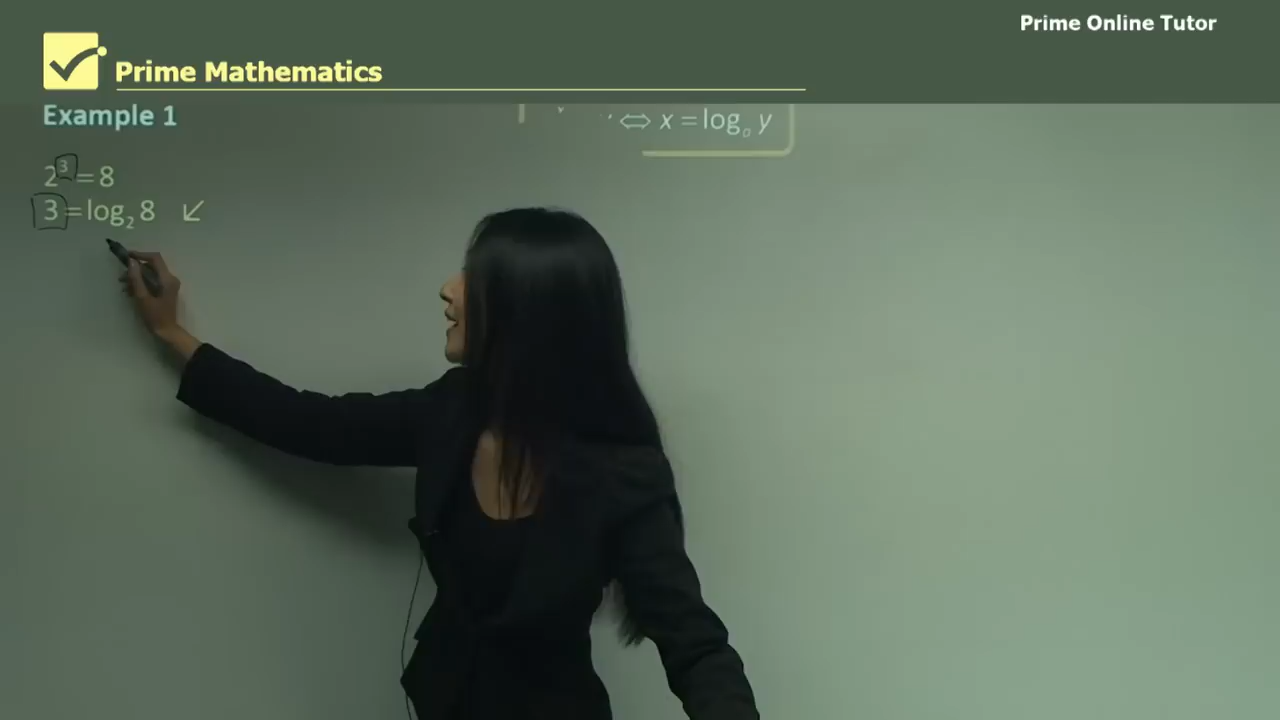 Prime Online Tutor
Prime Mathematics
Example 1
⇔ x = logₐ y
2³ = 8
3 = log₂ 8 ↙